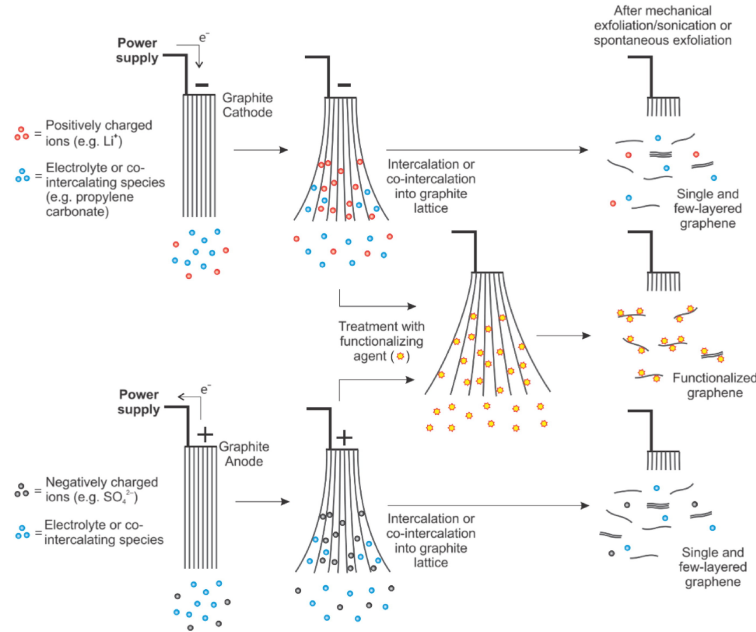 After mechanical
exfoliation/sonication or
spontaneous exfoliation
Power
supply
e⁻
−
Graphite
Cathode
−
= Positively charged
ions (e.g. Li⁺)
= Electrolyte or co-
intercalating species
(e.g. propylene
carbonate)
Intercalation or
co-intercalation
into graphite
lattice
Single and
few-layered
graphene
Treatment with
functionalizing
agent ( )
Functionalized
graphene
Power
supply
e⁻
+
Graphite
Anode
+
= Negatively charged
ions (e.g. SO₄²⁻)
= Electrolyte or co-
intercalating species
Intercalation or
co-intercalation
into graphite
lattice
Single and
few-layered
graphene